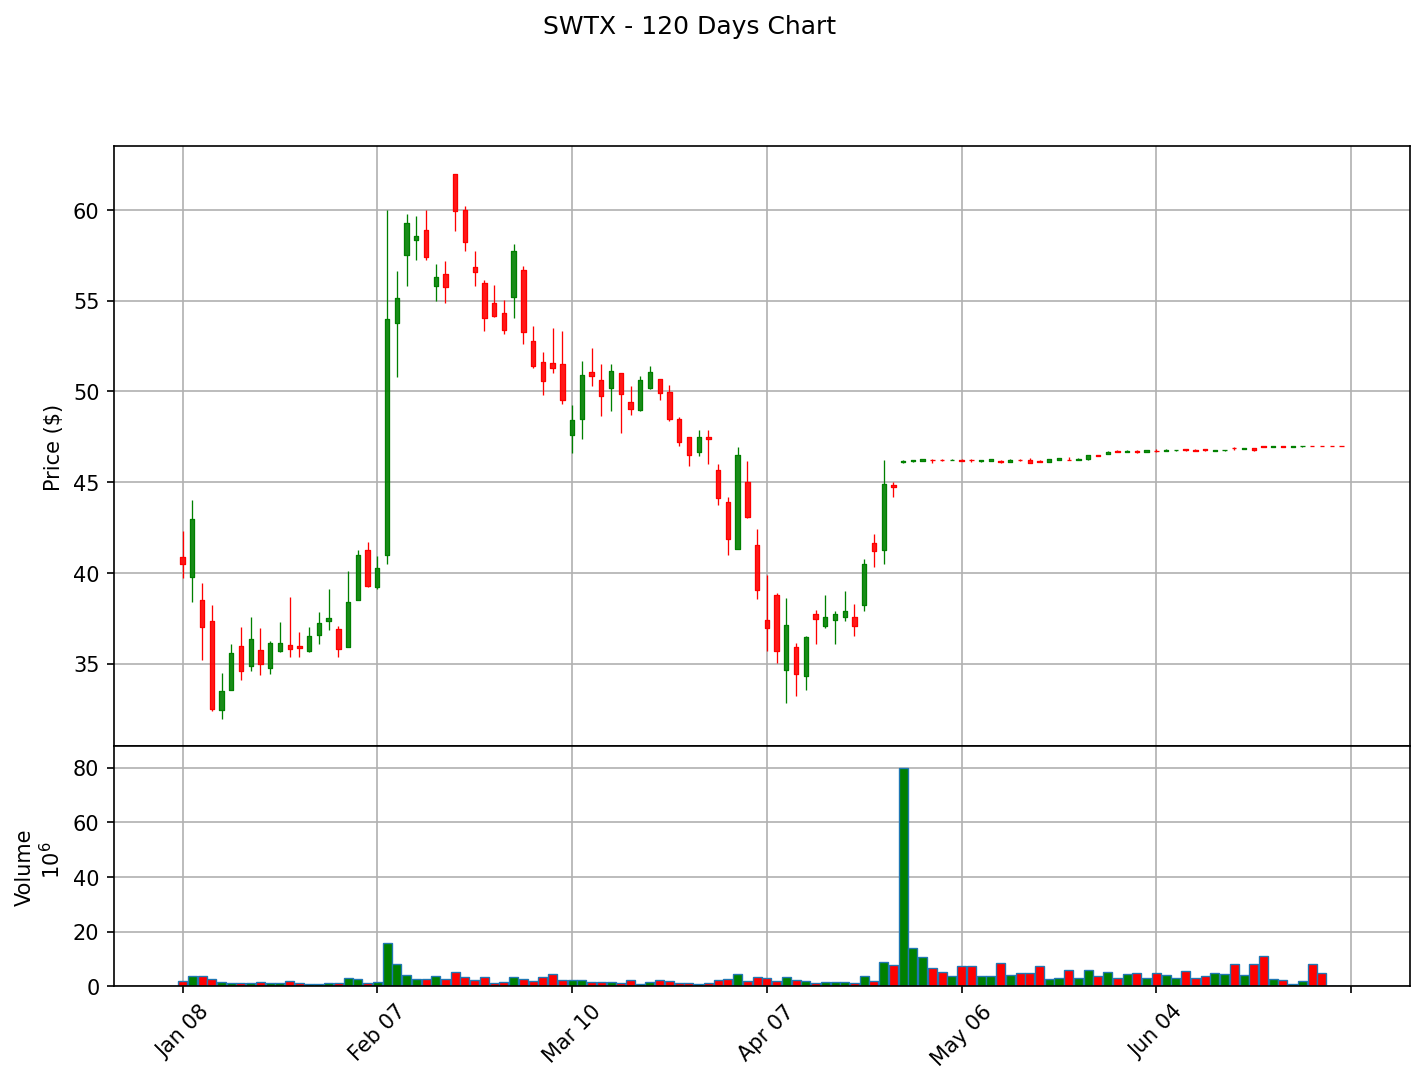 SWTX - 120 Days Chart
Price ($)
60
55
50
45
40
35
Volume
10^6
80
60
40
20
0
Jan 08
Feb 07
Mar 10
Apr 07
May 06
Jun 04